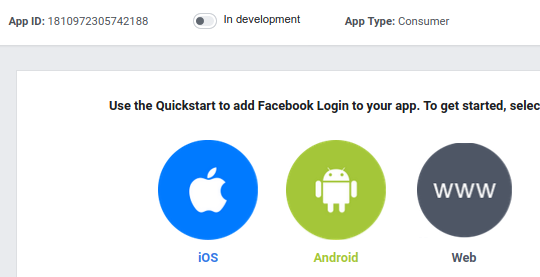 App ID: 1810972305742188 In development App Type: Consumer
Use the Quickstart to add Facebook Login to your app. To get started,
WWW
iOS Android Web